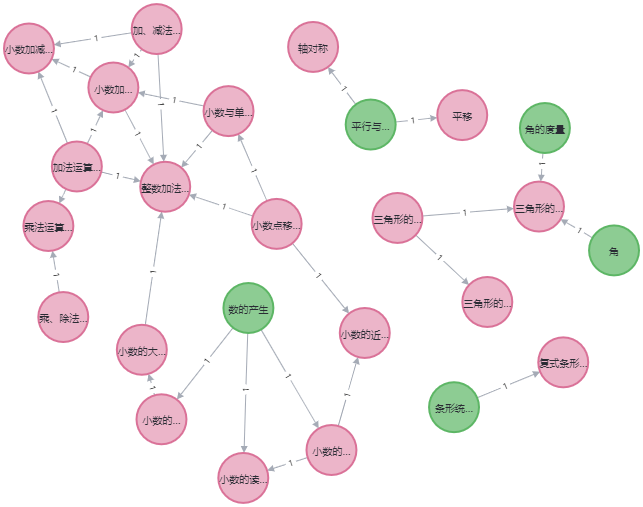 加、减法…
1
小数加减…
1
1
小数加…
1
1
1
1
1
小数与单…
1
加法运算…
1
整数加法…
1
1
乘法运算…
小数点移…
1
1
乘、除法…
1
数的产生
小数的近…
小数的大…
1
1
1
1
1
小数的…
小数的…
1
小数的读…
轴对称
1
平行与…
1
平移
角的度量
1
三角形的…
1
三角形的…
1
角
1
三角形的…
复式条形…
1
条形统…